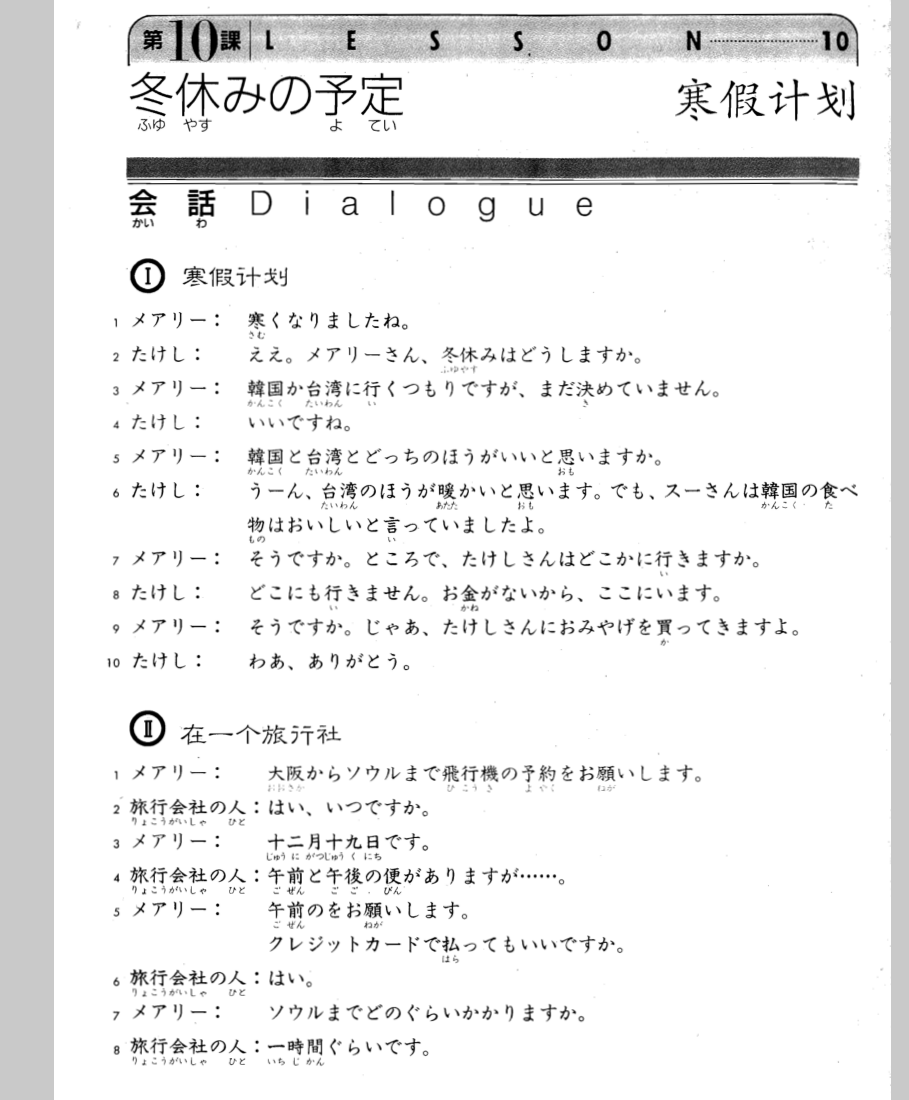 第10課 LESSON 10
冬休みの予定 寒假计划
ふゆ やす よ てい
会話 Dialogue
かい わ
Ⅰ 寒假计划
1 メアリー： 寒くなりましたね。
さむ
2 たけし： ええ。メアリーさん、冬休みはどうしますか。
ふゆやす
3 メアリー： 韓国か台湾に行くつもりですが、まだ決めていません。
かんこく たいわん い き
4 たけし： いいですね。
5 メアリー： 韓国と台湾とどっちのほうがいいと思いますか。
かんこく たいわん おも
6 たけし： うーん、台湾のほうが暖かいと思います。でも、スーさんは韓国の食べ
たいわん あたた おも かんこく た
物はおいしいと言っていましたよ。
もの い
7 メアリー： そうですか。ところで、たけしさんはどこかに行きますか。
い
8 たけし： どこにも行きません。お金がないから、ここにいます。
い かね
9 メアリー： そうですか。じゃあ、たけしさんにおみやげを買ってきますよ。
か
10 たけし： わあ、ありがとう。
Ⅱ 在一个旅行社
1 メアリー： 大阪からソウルまで飛行機の予約をお願いします。
おおさか ひこうき よやく ねが
2 旅行会社の人：はい、いつですか。
りょこうがいしゃ ひと
3 メアリー： 十二月十九日です。
じゅう に がつじゅう く にち
4 旅行会社の人：午前と午後の便がありますが……。
りょこうがいしゃ ひと ご ぜん ご ご びん
5 メアリー： 午前のをお願いします。
ご ぜん ねが
クレジットカードで払ってもいいですか。
はら
6 旅行会社の人：はい。
りょこうがいしゃ ひと
7 メアリー： ソウルまでどのぐらいかかりますか。
8 旅行会社の人：一時間ぐらいです。
りょこうがいしゃ ひと いち じ かん